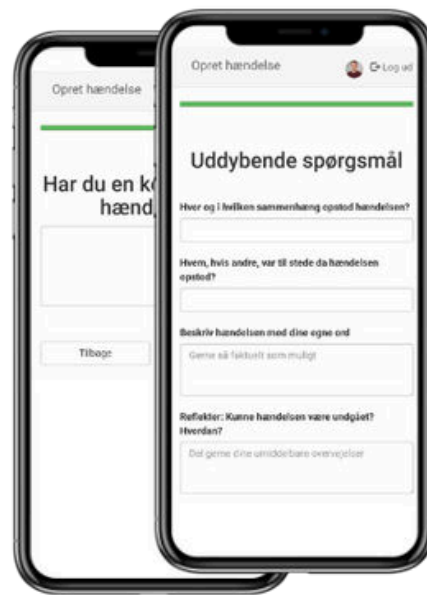 Opret hændelse
Har du en kо
hænd
Tilbage
Opret hændelse
Log ud
Uddybende spørgsmål
Hver og i hvilken sammenhæng opstod hændelsen?
Hvem, hvis andre, var til stede da hændelsen
opstod?
Beskriv hændelsen med dine egne ord
Gerne så faktuelt som muligt
Reflekter: Kunne hændelsen være undgået?
Hvordan?
Del gerne dine umiddelbare overvejelser